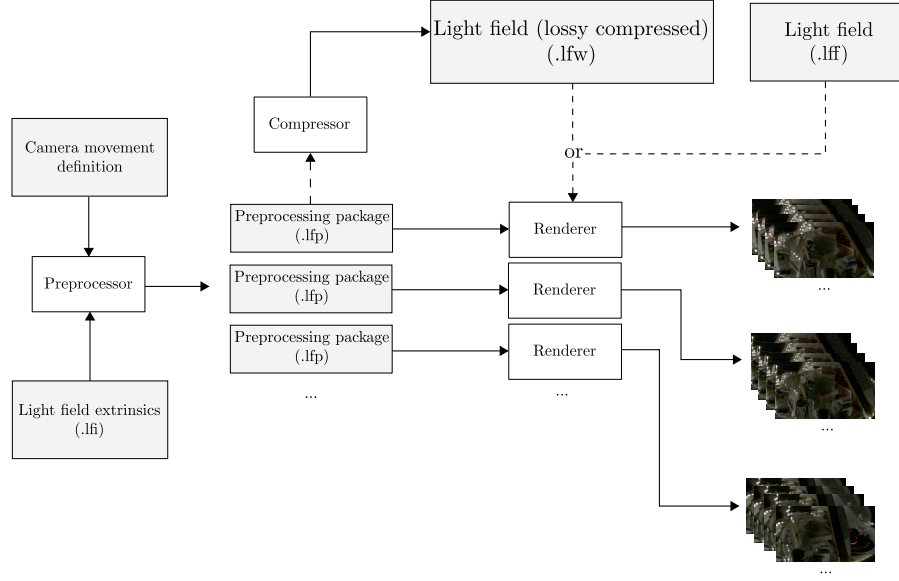 Light field (lossy compressed)
(.lfw)
Light field
(.lff)
Compressor
Camera movement
definition
or
Preprocessing package
(.lfp)
Renderer
Preprocessor
...
Preprocessing package
(.lfp)
Renderer
Preprocessing package
(.lfp)
Renderer
...
...
Light field extrinsics
(.lfi)
...
...